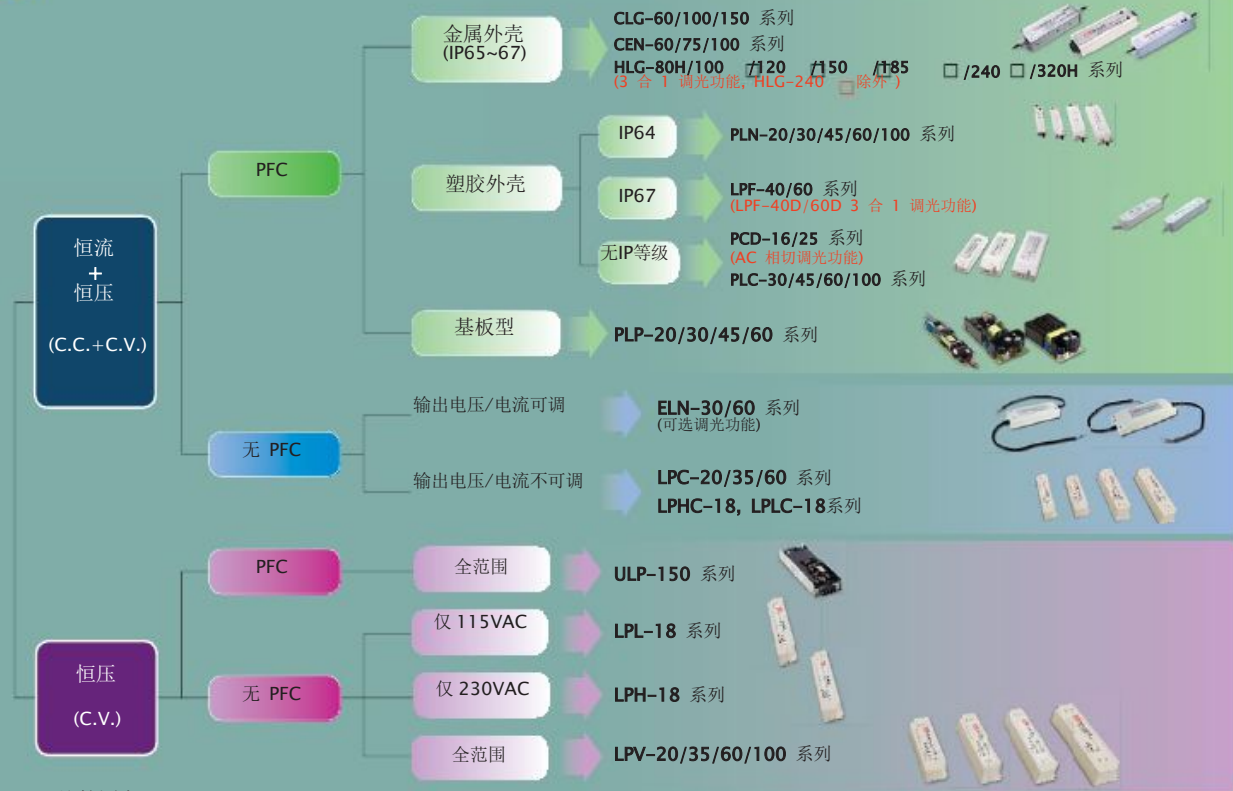 金属外壳
(IP65~67)
CLG-60/100/150 系列
CEN-60/75/100 系列
HLG-80H/100 □/120 □/150 □/185 □/240 □/320H 系列
(3 合 1 调光功能, HLG-240 □除外 )
PFC
塑胶外壳
IP64
PLN-20/30/45/60/100 系列
IP67
LPF-40/60 系列
(LPF-40D/60D 3 合 1 调光功能)
无IP等级
PCD-16/25 系列
(AC 相切调光功能)
PLC-30/45/60/100 系列
基板型
PLP-20/30/45/60 系列
恒流
+
恒压
(C.C.+C.V.)
无 PFC
输出电压/电流可调
ELN-30/60 系列
(可选调光功能)
输出电压/电流不可调
LPC-20/35/60 系列
LPHC-18, LPLC-18系列
恒压
(C.V.)
PFC
全范围
ULP-150 系列
无 PFC
仅 115VAC
LPL-18 系列
仅 230VAC
LPH-18 系列
全范围
LPV-20/35/60/100 系列